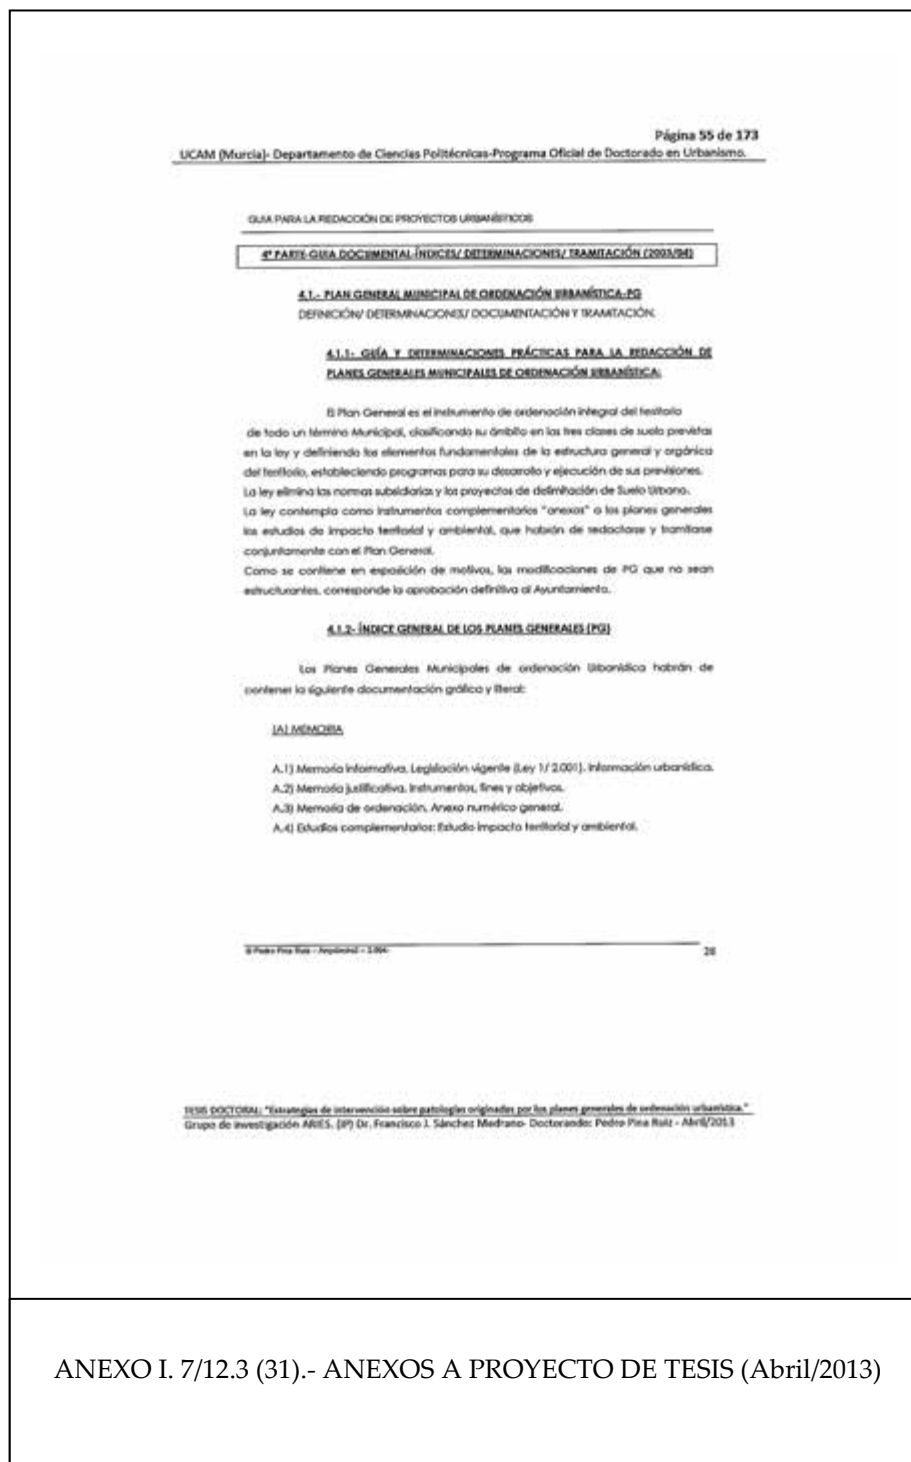 Página 55 de 173
UCAM (Murcia)- Departamento de Ciencias Politécnicas-Programa Oficial de Doctorado en Urbanismo.
GUIA PARA LA REDACCIÓN DE PROYECTOS URBANÍSTICOS
4ª PARTE-GUIA DOCUMENTAL-ÍNDICES/ DETERMINACIONES/ TRAMITACIÓN (2003/04)
4.1.- PLAN GENERAL MUNICIPAL DE ORDENACIÓN URBANÍSTICA-PG
DEFINICIÓN/ DETERMINACIONES/ DOCUMENTACIÓN Y TRAMITACIÓN.
4.1.1- GUÍA Y DETERMINACIONES PRÁCTICAS PARA LA REDACCIÓN DE
PLANES GENERALES MUNICIPALES DE ORDENACIÓN URBANÍSTICA:
El Plan General es el instrumento de ordenación integral del territorio
de todo un término Municipal, clasificando su ámbito en las tres clases de suelo previstas
en la ley y definiendo los elementos fundamentales de la estructura general y orgánica
del territorio, estableciendo programas para su desarrollo y ejecución de sus previsiones.
La ley elimina las normas subsidiarias y los proyectos de delimitación de Suelo Urbano.
La ley contempla como instrumentos complementarios "anexos" a los planes generales
los estudios de impacto territorial y ambiental, que habrán de redactarse y tramitarse
conjuntamente con el Plan General.
Como se contiene en exposición de motivos, las modificaciones de PG que no sean
estructurantes, corresponde la aprobación definitiva al Ayuntamiento.
4.1.2- ÍNDICE GENERAL DE LOS PLANES GENERALES (PG)
Los Planes Generales Municipales de ordenación Urbanística habrán de
contener la siguiente documentación gráfica y literal:
(A) MEMORIA
A.1) Memoria informativa. Legislación vigente (Ley 1/ 2.001). Información urbanística.
A.2) Memoria justificativa. Instrumentos, fines y objetivos.
A.3) Memoria de ordenación. Anexo numérico general.
A.4) Estudios complementarios: Estudio impacto territorial y ambiental.
© Pedro Pina Ruiz - 2.004- 28
TESIS DOCTORAL: "Estrategias de intervención sobre patologías originadas por los planes generales de ordenación urbanística."
Grupo de investigación ARIES. (IP) Dr. Francisco J. Sánchez Medrano- Doctorando: Pedro Pina Ruiz - Abril/2013
ANEXO I. 7/12.3 (31).- ANEXOS A PROYECTO DE TESIS (Abril/2013)